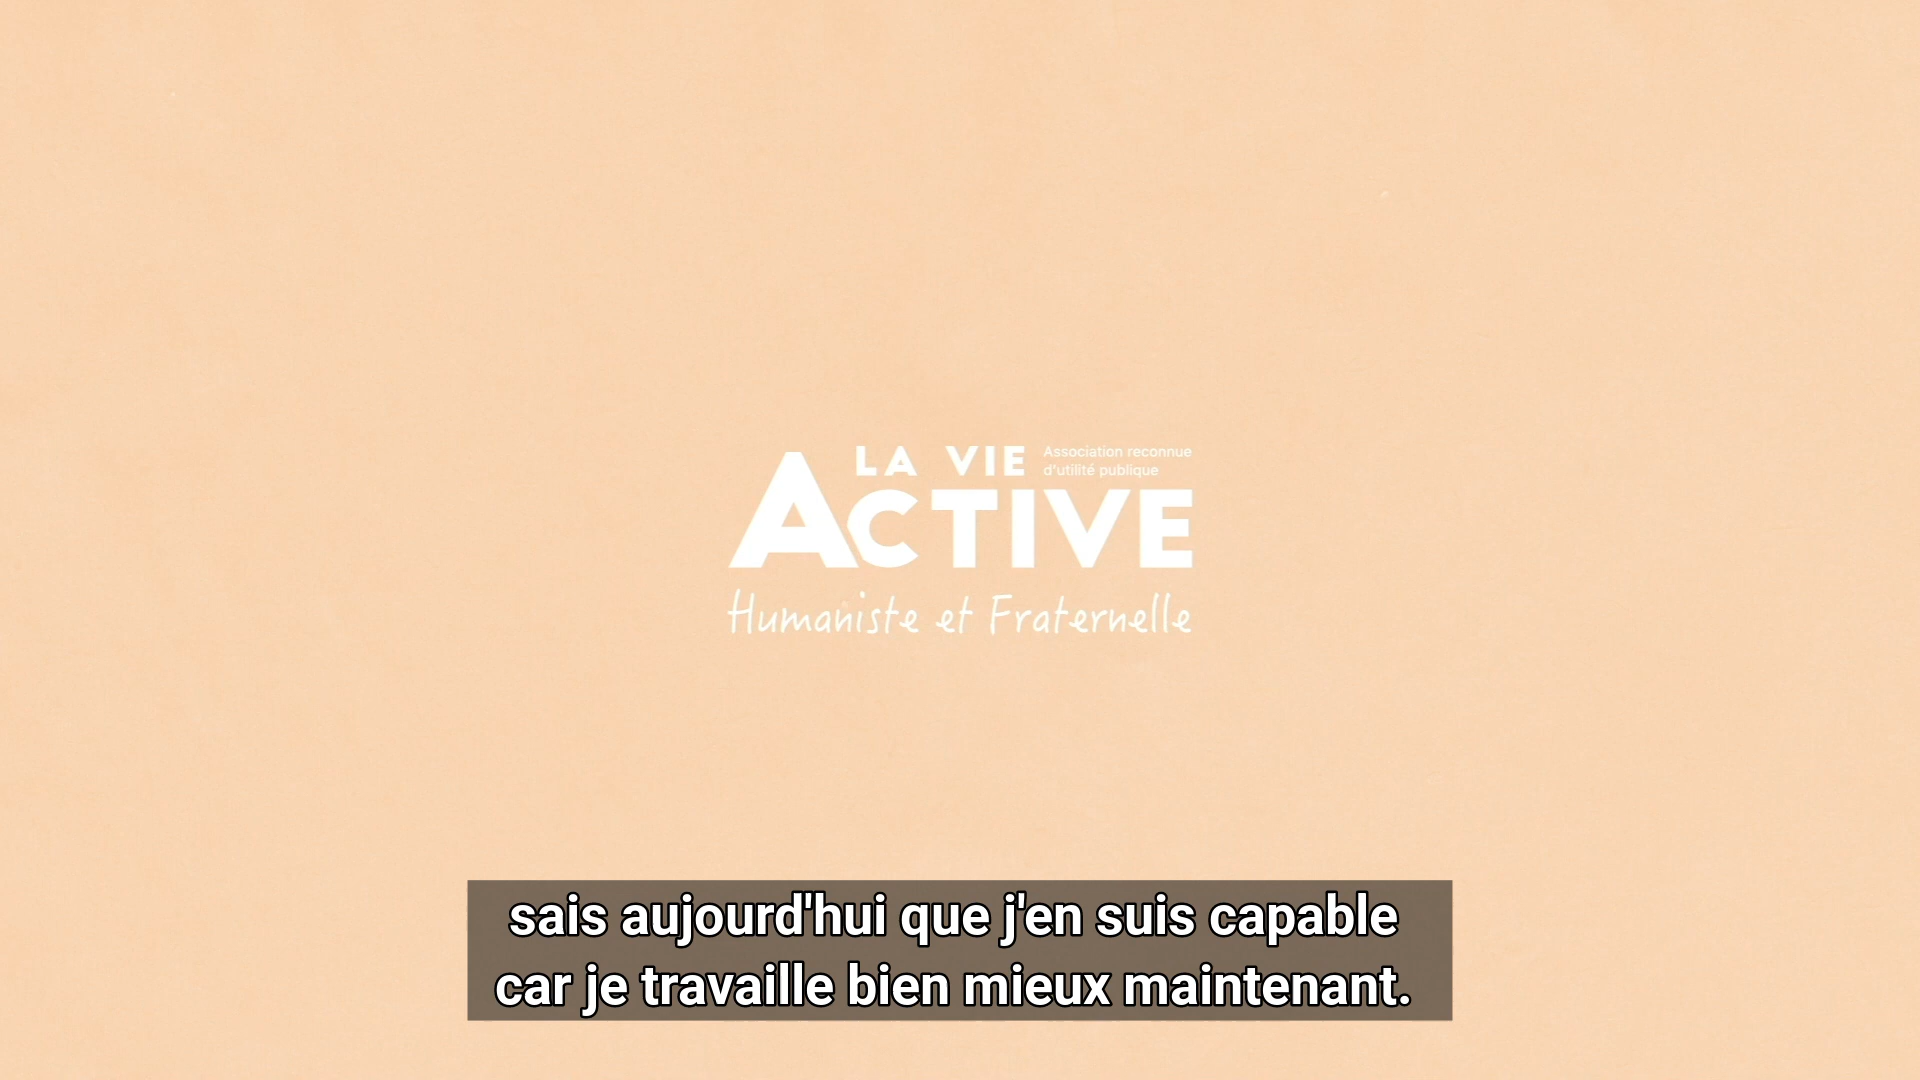 LA VIE
Association reconnue
d'utilité publique
ACTIVE
Humaniste et Fraternelle
sais aujourd'hui que j'en suis capable
car je travaille bien mieux maintenant.